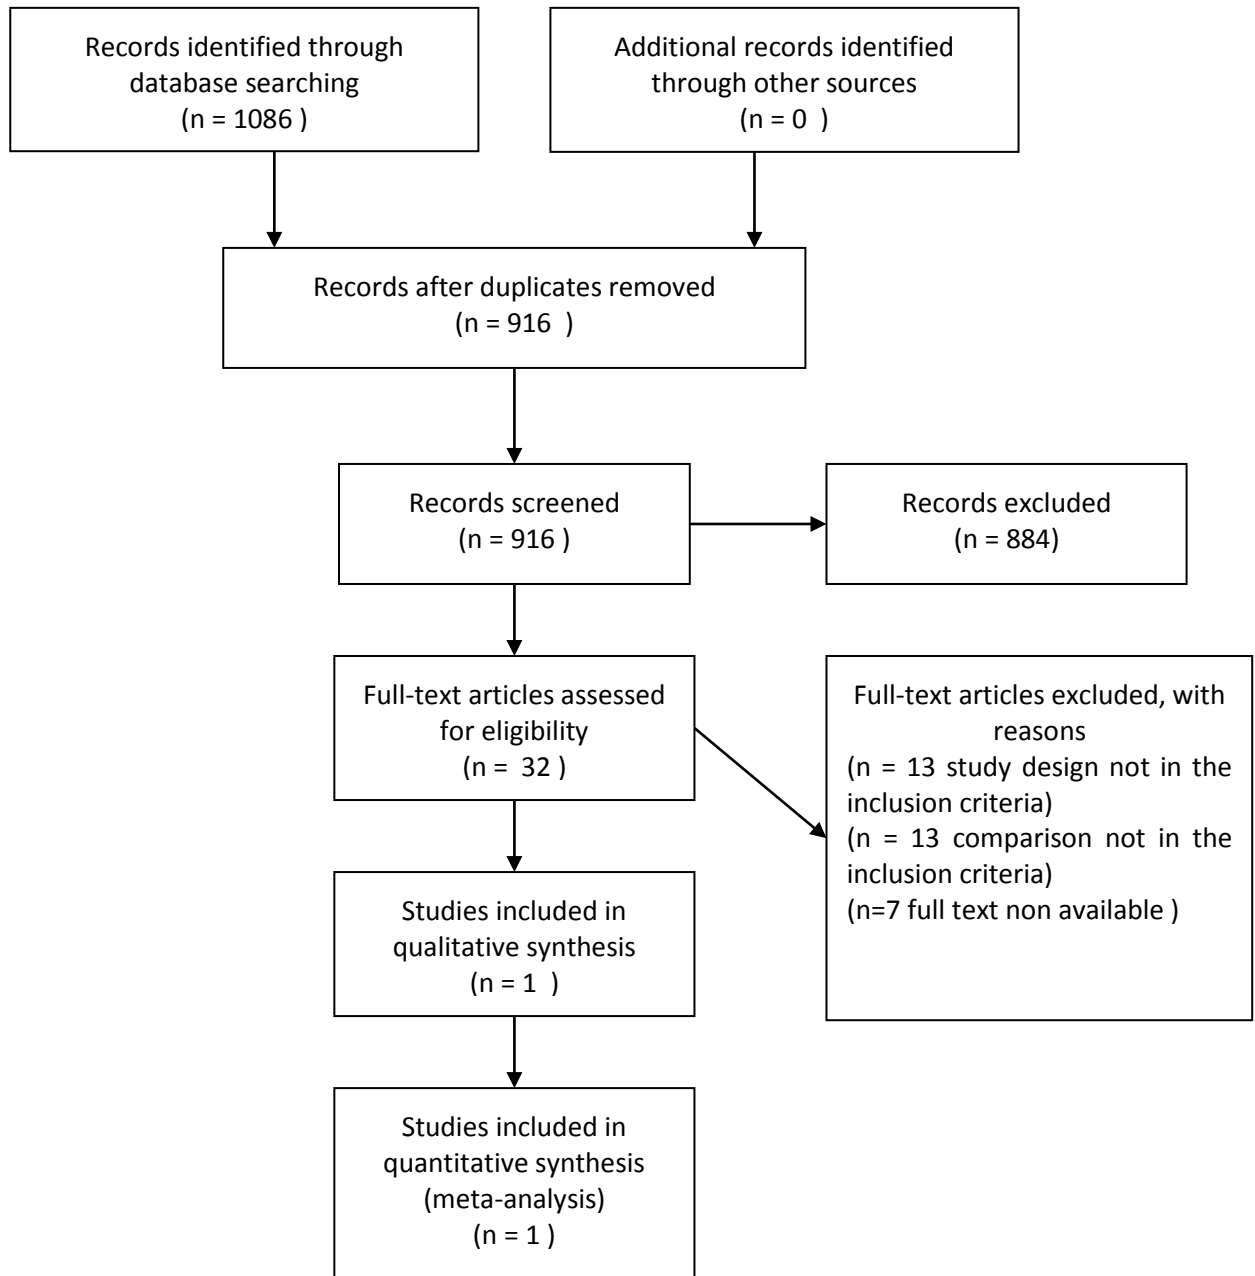 Records identified through
database searching
(n = 1086 )
Additional records identified
through other sources
(n = 0 )
Records after duplicates removed
(n = 916 )
Records screened
(n = 916 )
Records excluded
(n = 884)
Full-text articles assessed
for eligibility
(n = 32 )
Full-text articles excluded, with
reasons
(n = 13 study design not in the
inclusion criteria)
(n = 13 comparison not in the
inclusion criteria)
(n=7 full text non available )
Studies included in
qualitative synthesis
(n = 1 )
Studies included in
quantitative synthesis
(meta-analysis)
(n = 1 )